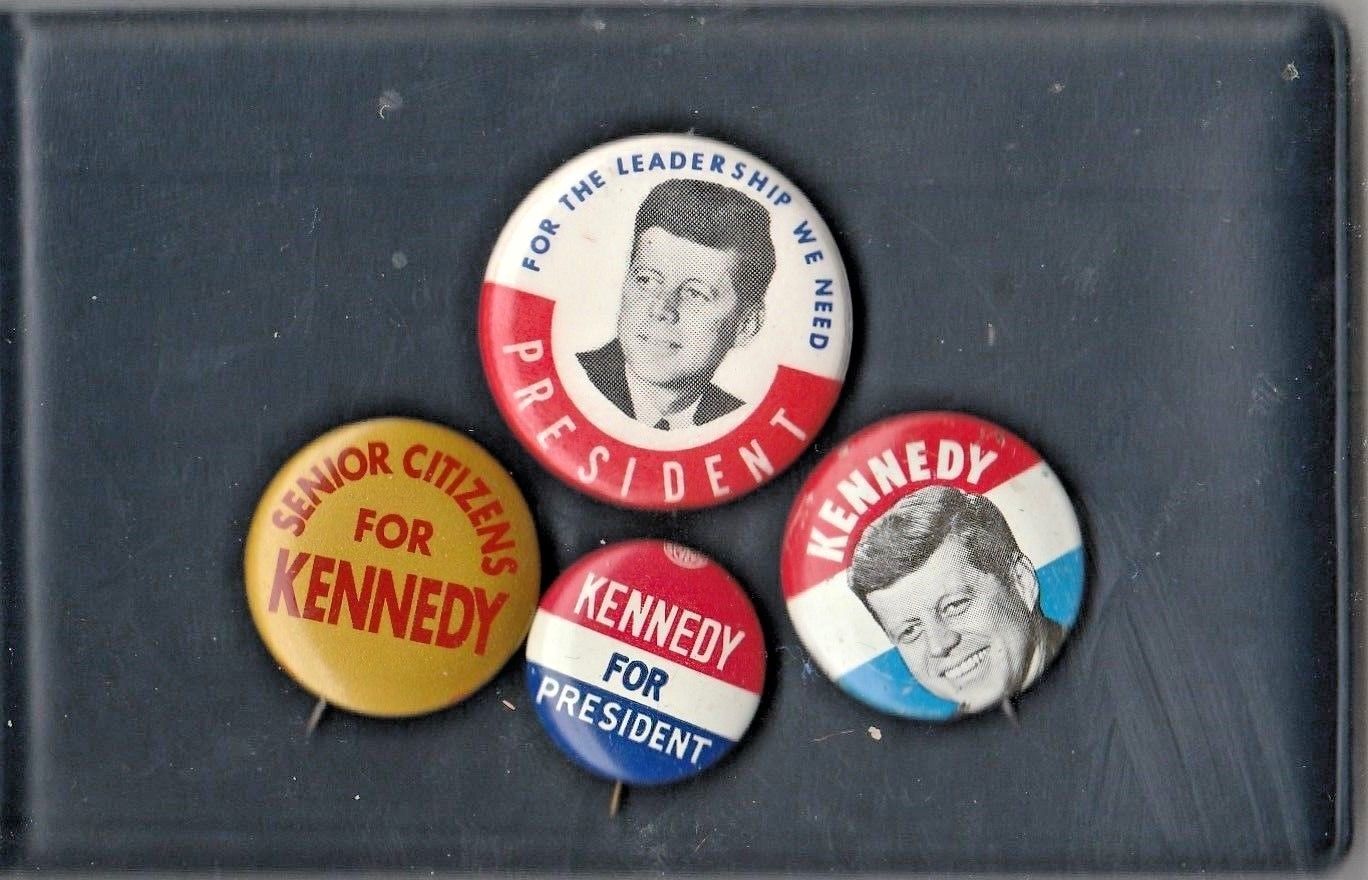 FOR THE LEADERSHIP WE NEED
PRESIDENT
SENIOR CITIZENS
FOR
KENNEDY
KENNEDY
FOR
PRESIDENT
KENNEDY